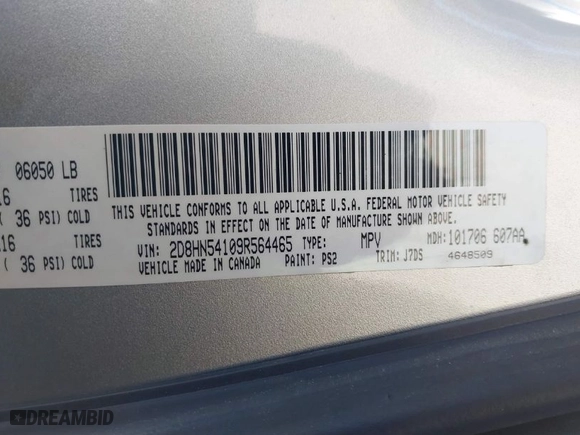 06050 LB
16 TIRES
( 36 PSI) COLD
16 TIRES
( 36 PSI) COLD
THIS VEHICLE CONFORMS TO ALL APPLICABLE U.S.A. FEDERAL MOTOR VEHICLE SAFETY
STANDARDS IN EFFECT ON THE DATE OF MANUFACTURE SHOWN ABOVE.
VIN: 2D8HN54109R564465 TYPE: MPV MDH: 101706 607AA
VEHICLE MADE IN CANADA PAINT: PS2 TRIM: J7DS 4648509
DREAMBID